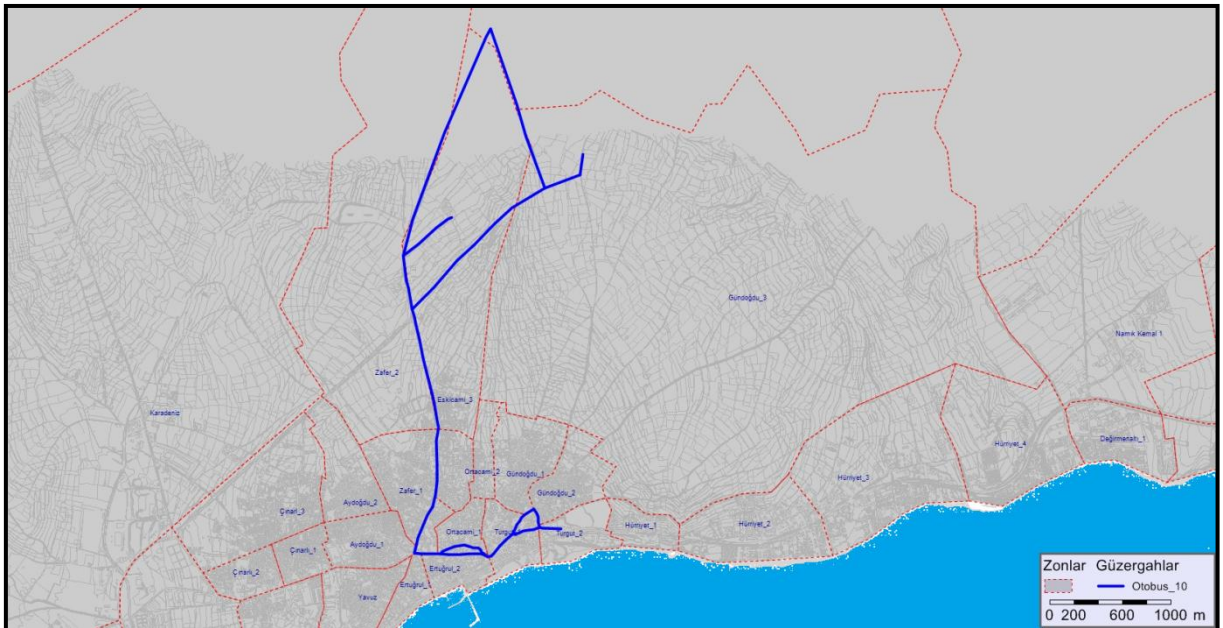 Gündoğdu_3
Namık Kemal 1
Zafer_2
Eskicami_3
Karadeniz
Hürriyet_4
Değirmenaltı_1
Ortacami_2
Gündoğdu_1
Hürriyet_3
Zafer_1
Gündoğdu_2
Aydoğdu_2
Çınarlı_3
Hürriyet_1
Hürriyet_2
Ortacami_1
Turgut_2
Aydoğdu_1
Çınarlı_1
Ertuğrul_2
Çınarlı_2
Ertuğrul_1
Yavuz
Zonlar Güzergahlar
Otobus_10
0 200 600 1000 m